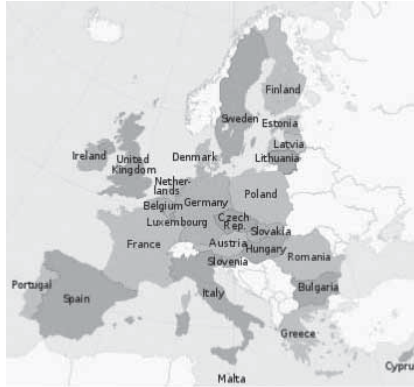 Finland
Sweden
Estonia
Latvia
Lithuania
Ireland
United
Kingdom
Denmark
Nether-
lands
Poland
Belgium
Germany
Luxembourg
Czech
Rep.
Slovakia
France
Austria
Hungary
Slovenia
Romania
Portugal
Spain
Italy
Bulgaria
Greece
Malta
Cypru